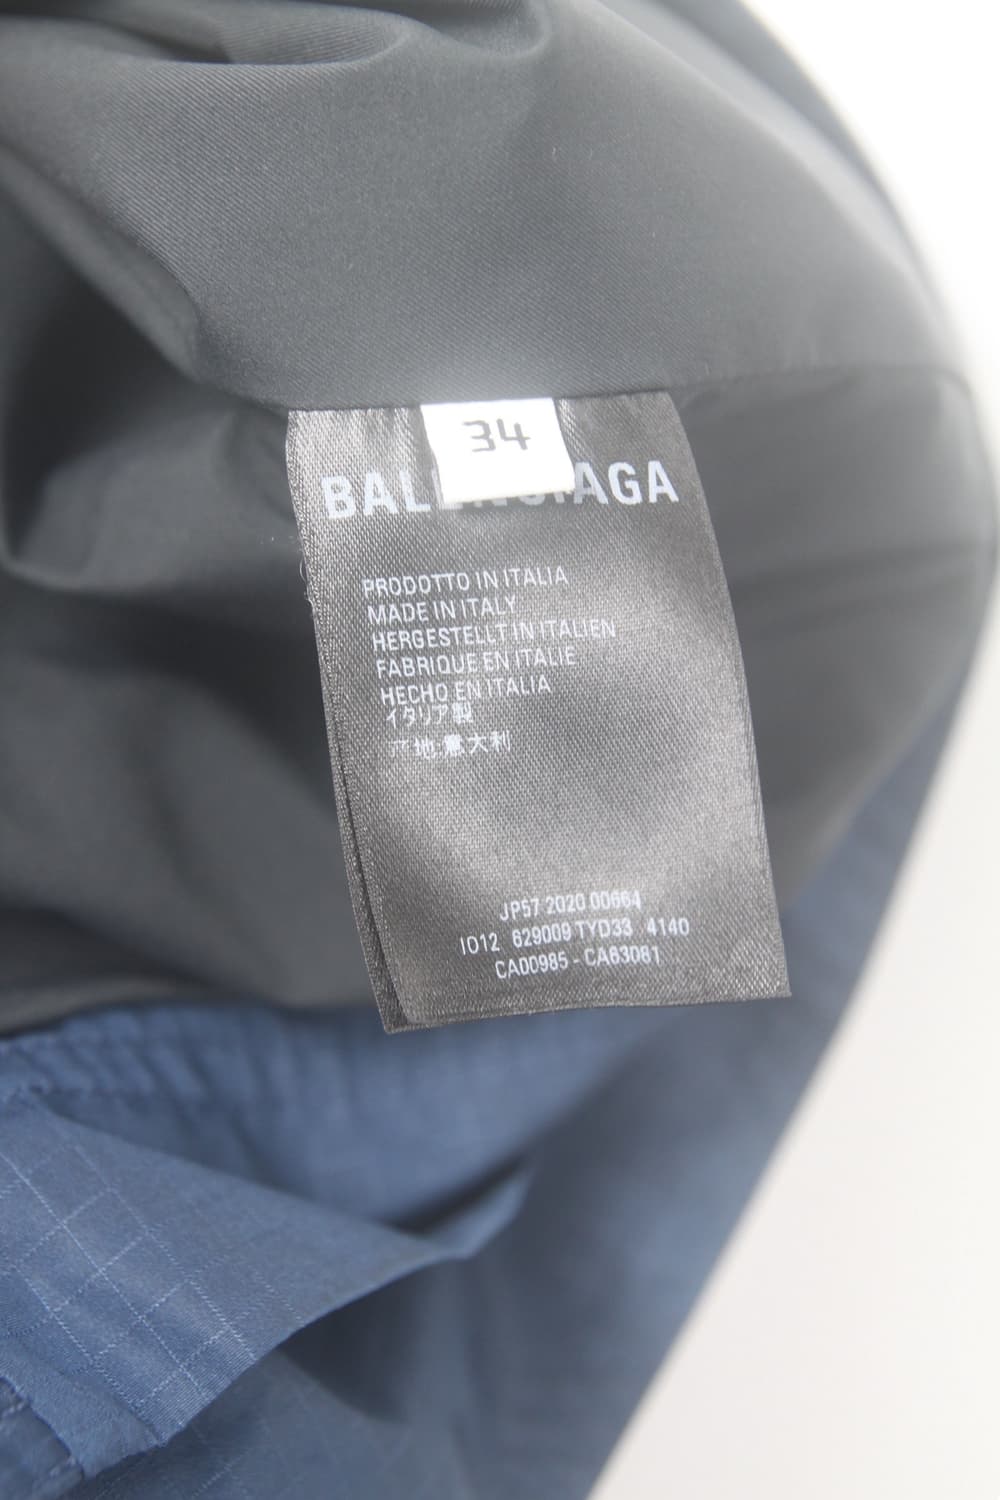 34
BALENCIAGA
PRODOTTO IN ITALIA
MADE IN ITALY
HERGESTELLT IN ITALIEN
FABRIQUE EN ITALIE
HECHO EN ITALIA
イタリア製
产地:意大利
JP57 2020 00664
I012 629009 TYD33 4140
CA00985 - CA63081